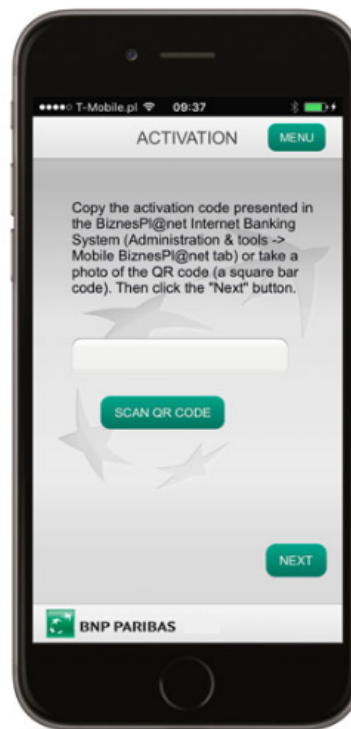 T-Mobile.pl 09:37
ACTIVATION MENU
Copy the activation code presented in
the BiznesPl@net Internet Banking
System (Administration & tools ->
Mobile BiznesPl@net tab) or take a
photo of the QR code (a square bar
code). Then click the "Next" button.
SCAN QR CODE
NEXT
BNP PARIBAS